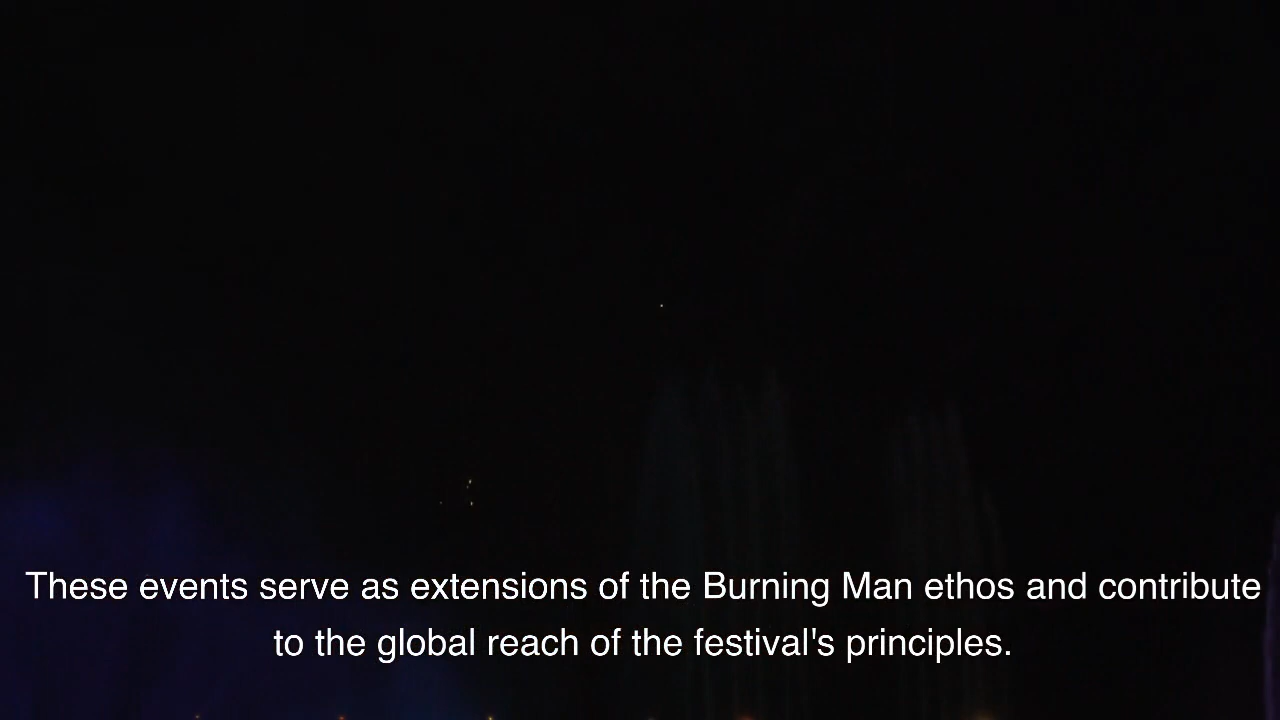 These events serve as extensions of the Burning Man ethos and contribute
to the global reach of the festival's principles.